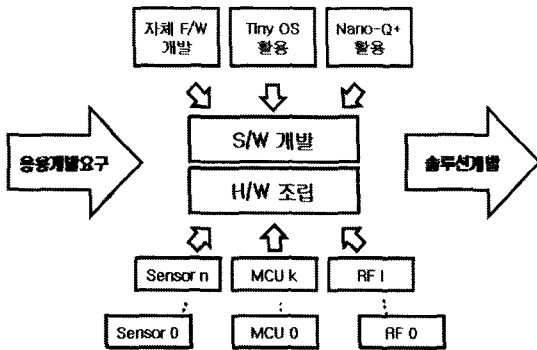 자체 F/W
개발
Tiny OS
활용
Nano-Q+
활용
응용개발요구
S/W 개발
H/W 조립
솔루션개발
Sensor n
MCU k
RF l
Sensor 0
MCU 0
RF 0